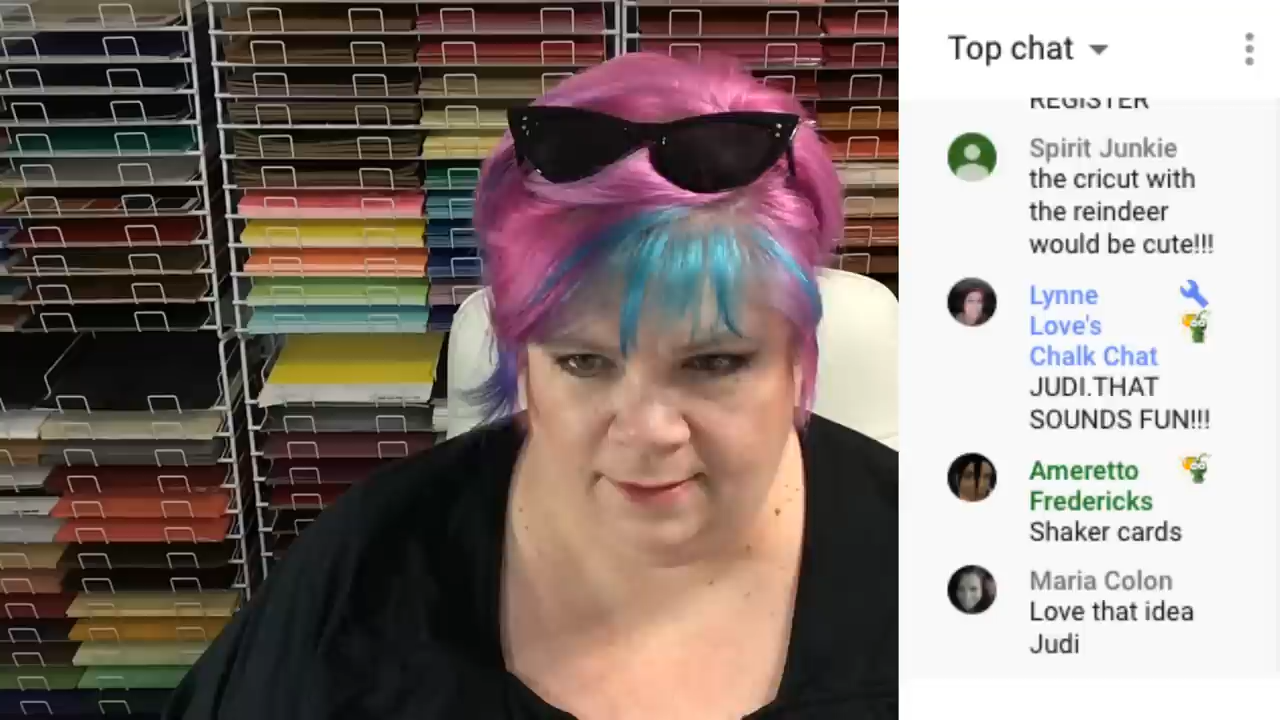 Top chat
REGISTER
Spirit Junkie
the cricut with
the reindeer
would be cute!!!
Lynne
Love's
Chalk Chat
JUDI.THAT
SOUNDS FUN!!!
Ameretto
Fredericks
Shaker cards
Maria Colon
Love that idea
Judi